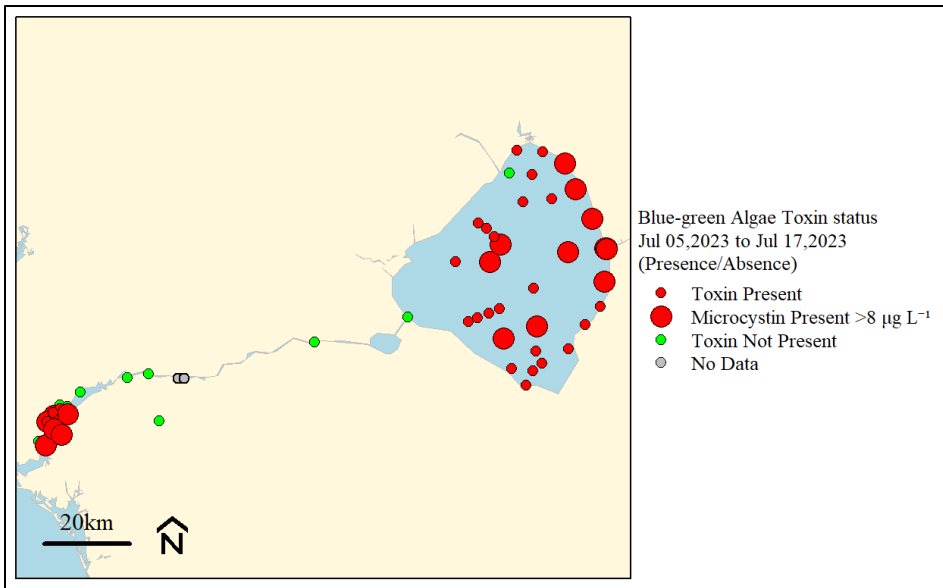 Blue-green Algae Toxin status
Jul 05,2023 to Jul 17,2023
(Presence/Absence)
Toxin Present
Microcystin Present >8 μg L⁻¹
Toxin Not Present
No Data
20km
N